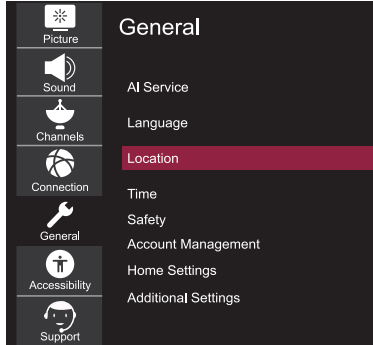 Picture
Sound
Channels
Connection
General
Accessibility
Support
General
AI Service
Language
Location
Time
Safety
Account Management
Home Settings
Additional Settings